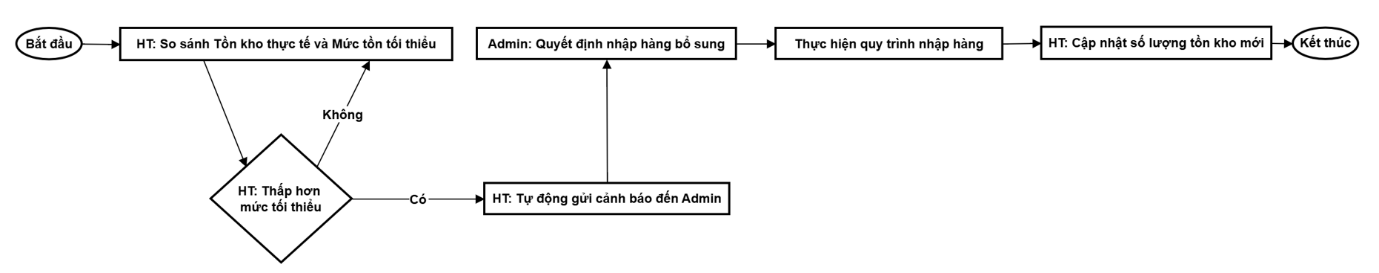 Bắt đầu
HT: So sánh Tồn kho thực tế và Mức tồn tối thiểu
Admin: Quyết định nhập hàng bổ sung
Thực hiện quy trình nhập hàng
HT: Cập nhật số lượng tồn kho mới
Kết thúc
Không
HT: Thấp hơn
mức tối thiểu
Có
HT: Tự động gửi cảnh báo đến Admin